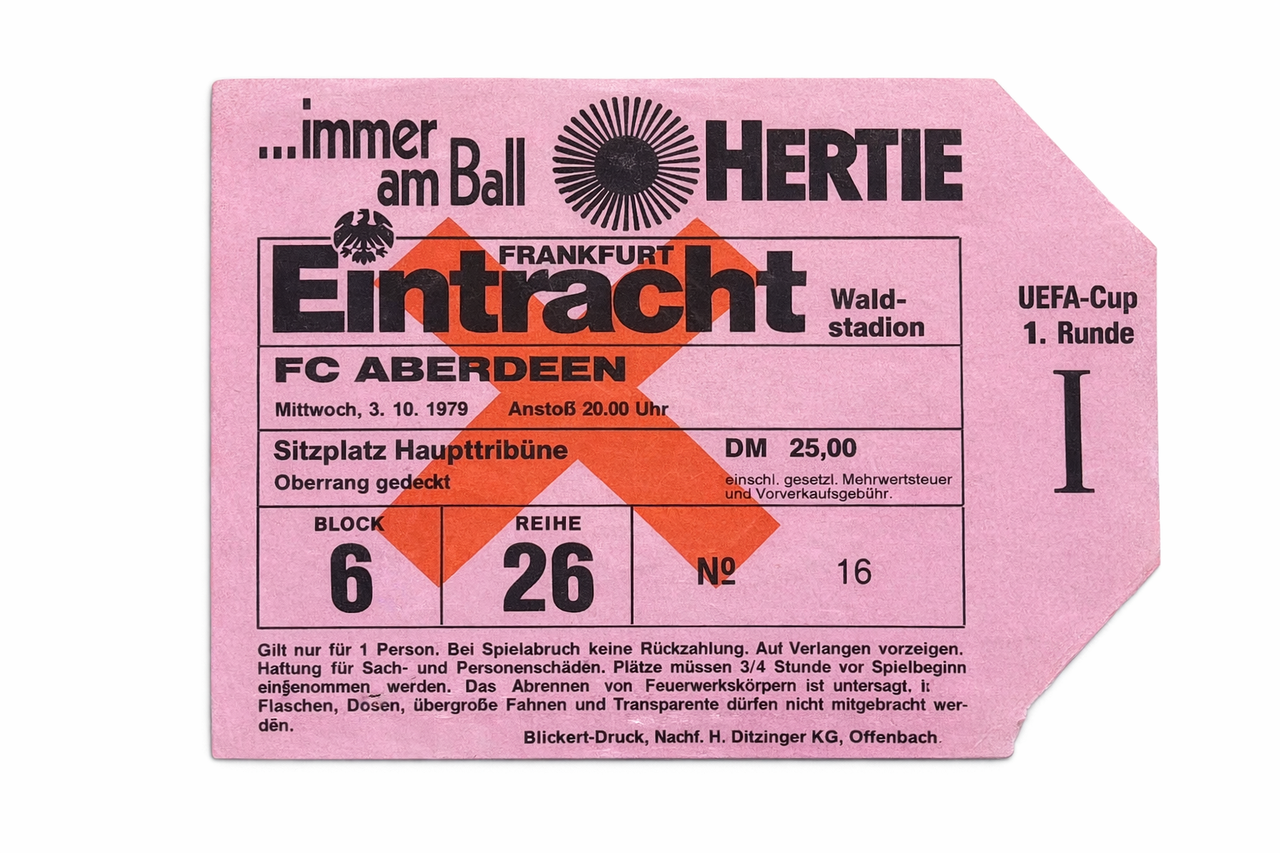 ...immer
am Ball
HERTIE
FRANKFURT
Eintracht
Wald-
stadion
FC ABERDEEN
Mittwoch, 3. 10. 1979 Anstoß 20.00 Uhr
Sitzplatz Haupttribüne
Oberrang gedeckt
DM 25,00
einschl. gesetzl. Mehrwertsteuer
und Vorverkaufsgebühr.
BLOCK
6
REIHE
26
Nº 16
UEFA-Cup
1. Runde
I
Gilt nur für 1 Person. Bei Spielabruch keine Rückzahlung. Auf Verlangen vorzeigen.
Haftung für Sach- und Personenschäden. Plätze müssen 3/4 Stunde vor Spielbeginn
werden. Das Abrennen von Feuerwerkskörpern ist untersagt,
Flaschen, Dosen, übergroße Fahnen und Transparente dürfen nicht mitgebracht wer-
den.
Blickert-Druck, Nachf. H. Ditzinger KG, Offenbach.